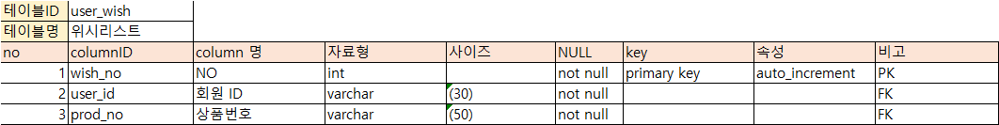 테이블ID user_wish
테이블명 위시리스트
no columnID column 명 자료형 사이즈 NULL key 속성 비고
1 wish_no NO int not null primary key auto_increment PK
2 user_id 회원 ID varchar (30) not null FK
3 prod_no 상품번호 varchar (50) not null FK